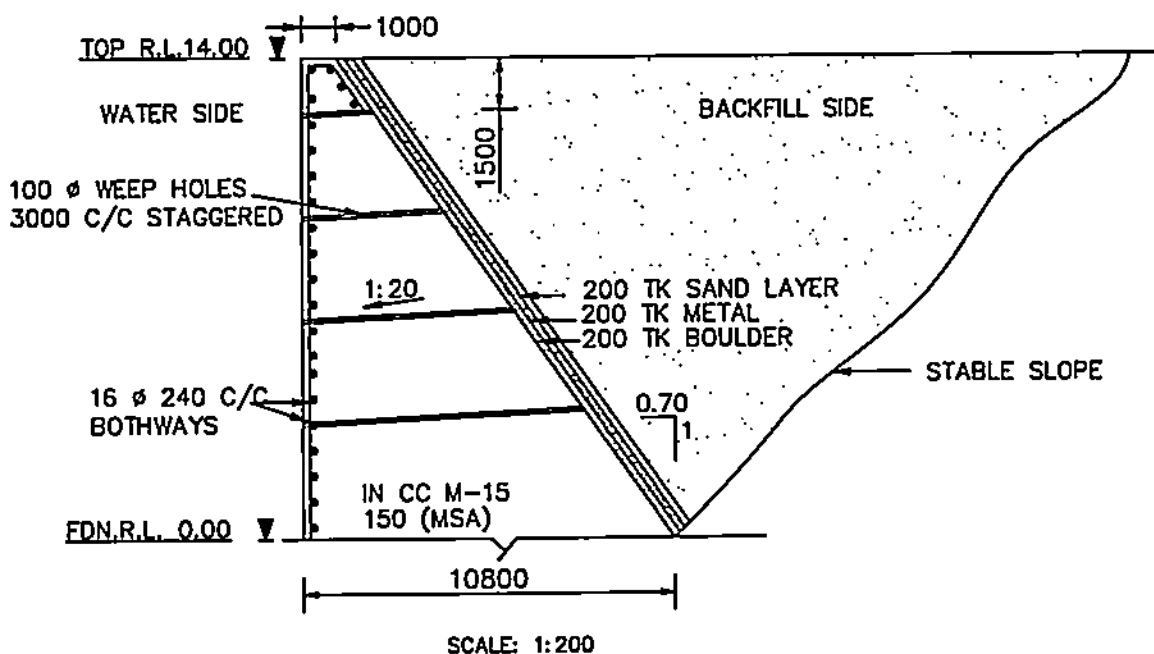 1000
TOP R.L.14.00
WATER SIDE
BACKFILL SIDE
1500
100 ø WEEP HOLES
3000 C/C STAGGERED
1:20
200 TK SAND LAYER
200 TK METAL
200 TK BOULDER
STABLE SLOPE
16 ø 240 C/C
BOTHWAYS
0.70
1
IN CC M-15
150 (MSA)
FDN.R.L. 0.00
10800
SCALE: 1:200